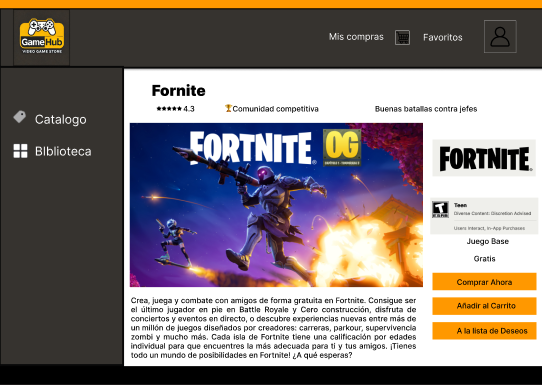 GameHub
VIDEO GAME STORE
Mis compras
Favoritos
Catalogo
BIblioteca
Fornite
★★★★★ 4.3
Comunidad competitiva
Buenas batallas contra jefes
FORTNITE
OG
FORTNITE
Teen
Diverse Content: Discretion Advised
Users Interact, In-App Purchases
Juego Base
Gratis
Comprar Ahora
Añadir al Carrito
A la lista de Deseos
Crea, juega y combate con amigos de forma gratuita en Fortnite. Consigue ser
el último jugador en pie en Battle Royale y Cero construcción, disfruta de
conciertos y eventos en directo, o descubre experiencias nuevas entre más de
un millón de juegos diseñados por creadores: carreras, parkour, supervivencia
zombi y mucho más. Cada isla de Fortnite tiene una calificación por edades
individual para que encuentres la más adecuada para ti y tus amigos. ¡Tienes
todo un mundo de posibilidades en Fortnite! ¿A qué esperas?